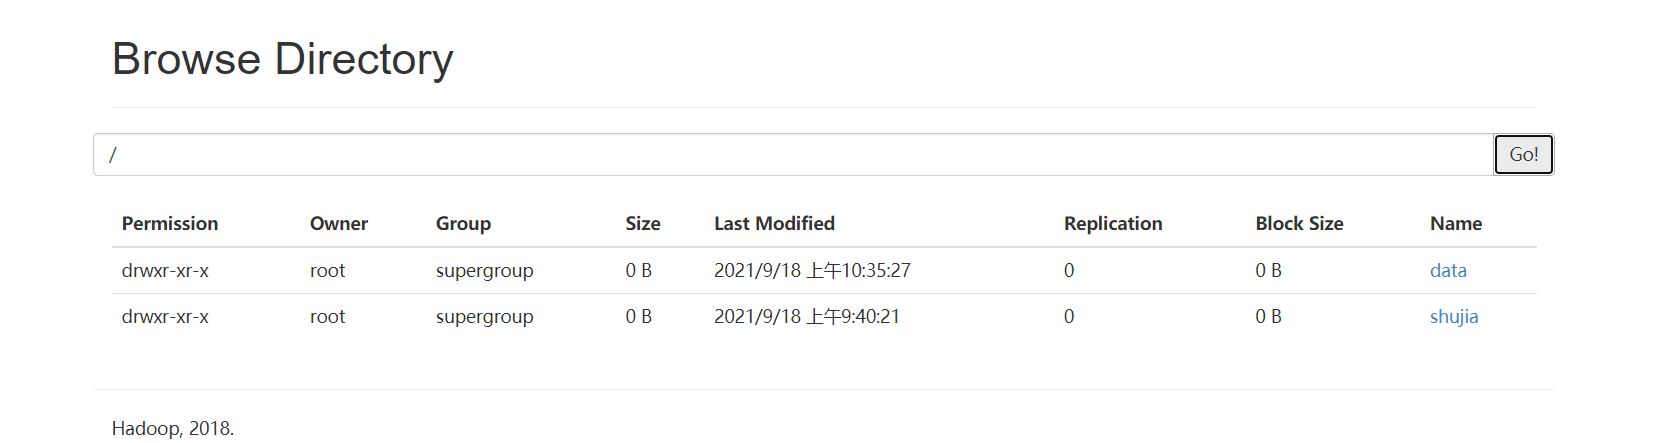 Browse Directory
/ Go!
Permission Owner Group Size Last Modified Replication Block Size Name
drwxr-xr-x root supergroup 0 B 2021/9/18 上午10:35:27 0 0 B data
drwxr-xr-x root supergroup 0 B 2021/9/18 上午9:40:21 0 0 B shujia
Hadoop, 2018.